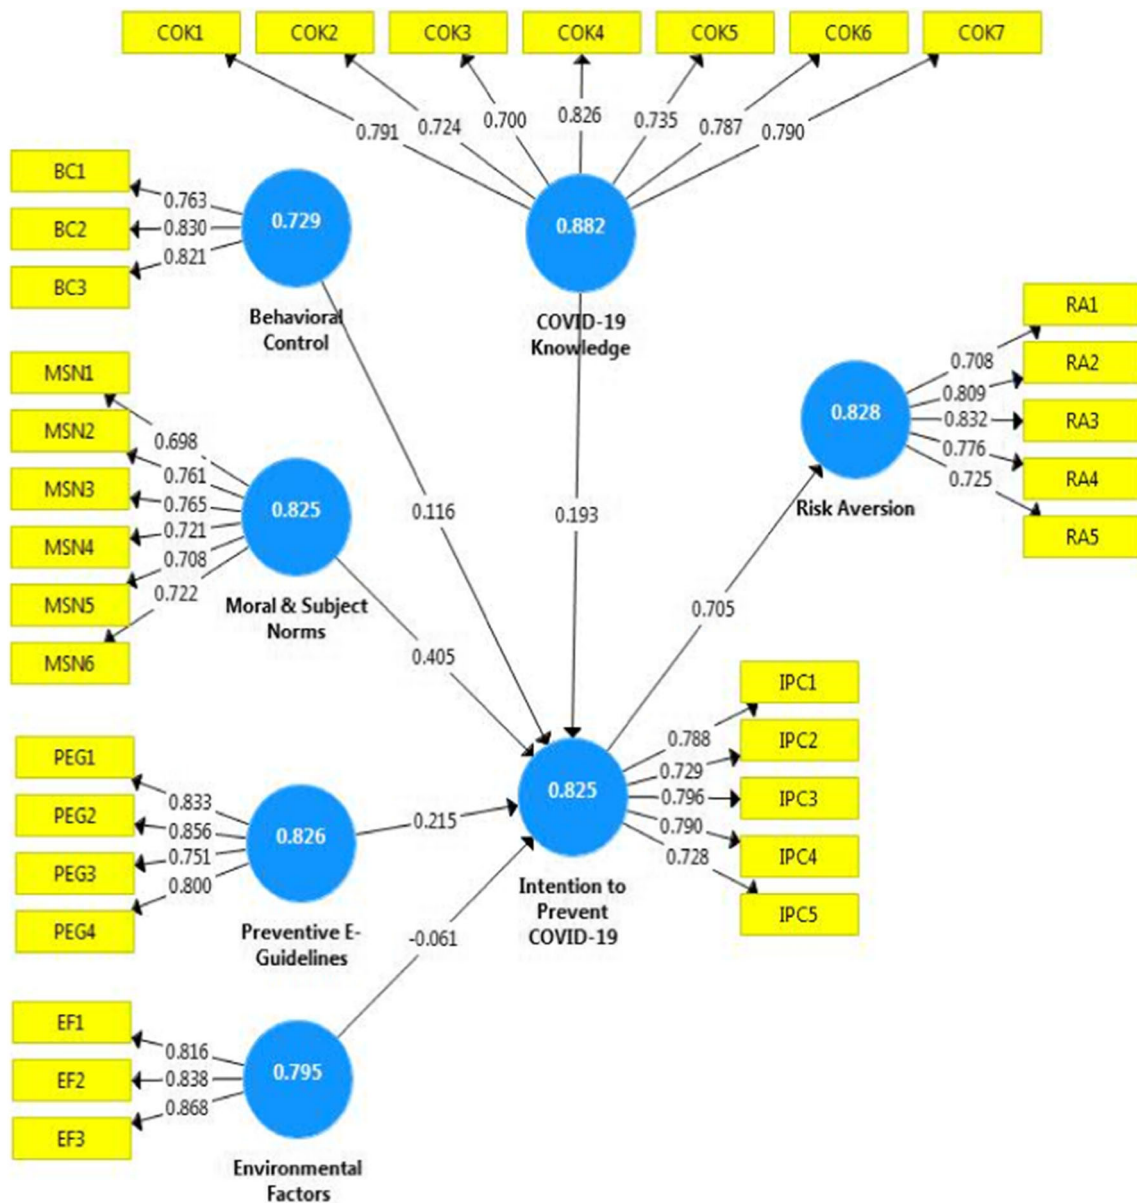 COK1 COK2 COK3 COK4 COK5 COK6 COK7
0.791 0.724 0.700 0.826 0.735 0.787 0.790
BC1
BC2
BC3
0.763
0.830
0.821
0.729
Behavioral
Control
0.882
COVID-19
Knowledge
RA1
RA2
RA3
RA4
RA5
0.708
0.809
0.832
0.776
0.725
0.828
Risk Aversion
MSN1
MSN2
MSN3
MSN4
MSN5
MSN6
0.698
0.761
0.765
0.721
0.708
0.722
0.825
Moral & Subject
Norms
0.116
0.193
0.405
0.705
IPC1
IPC2
IPC3
IPC4
IPC5
0.788
0.729
0.796
0.790
0.728
0.825
Intention to
Prevent
COVID-19
PEG1
PEG2
PEG3
PEG4
0.833
0.856
0.751
0.800
0.826
Preventive E-
Guidelines
0.215
-0.061
EF1
EF2
EF3
0.816
0.838
0.868
0.795
Environmental
Factors